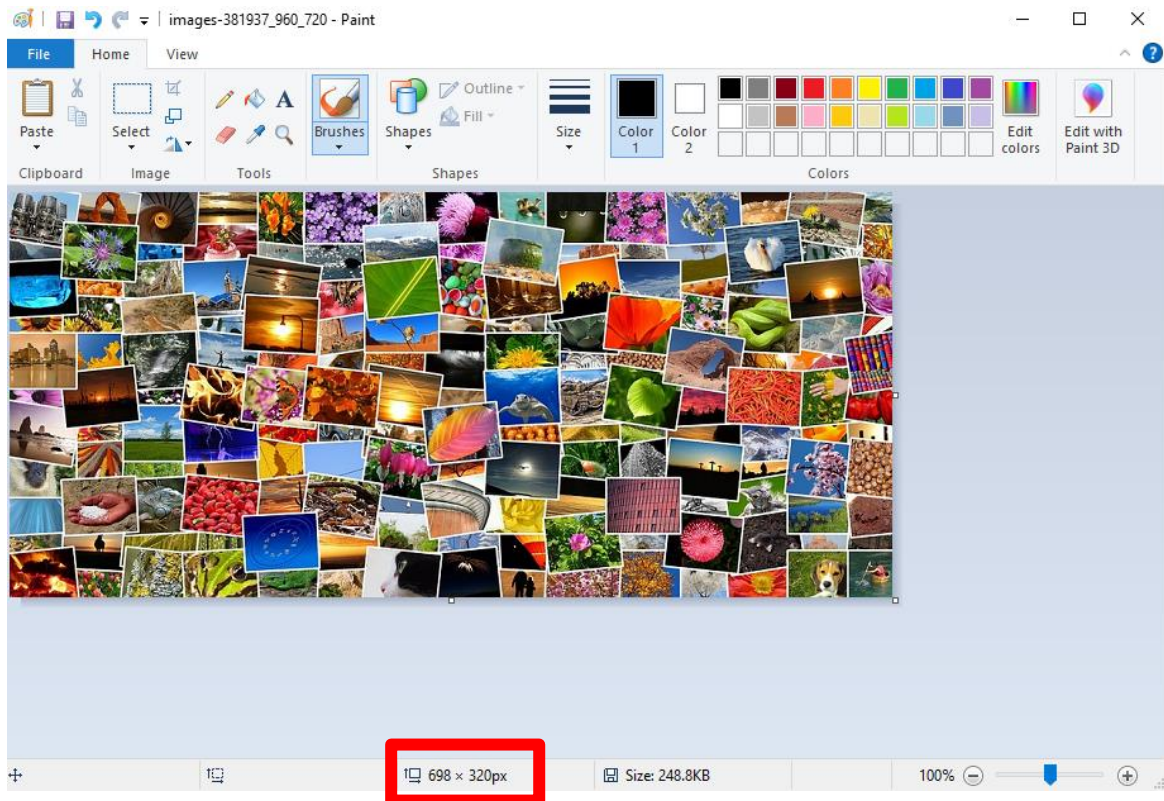 images-381937_960_720 - Paint
File Home View
Paste Select Brushes Shapes Outline Fill Size Color 1 Color 2 Edit colors Edit with Paint 3D
Clipboard Image Tools Shapes Colors
698 × 320px Size: 248.8KB 100%